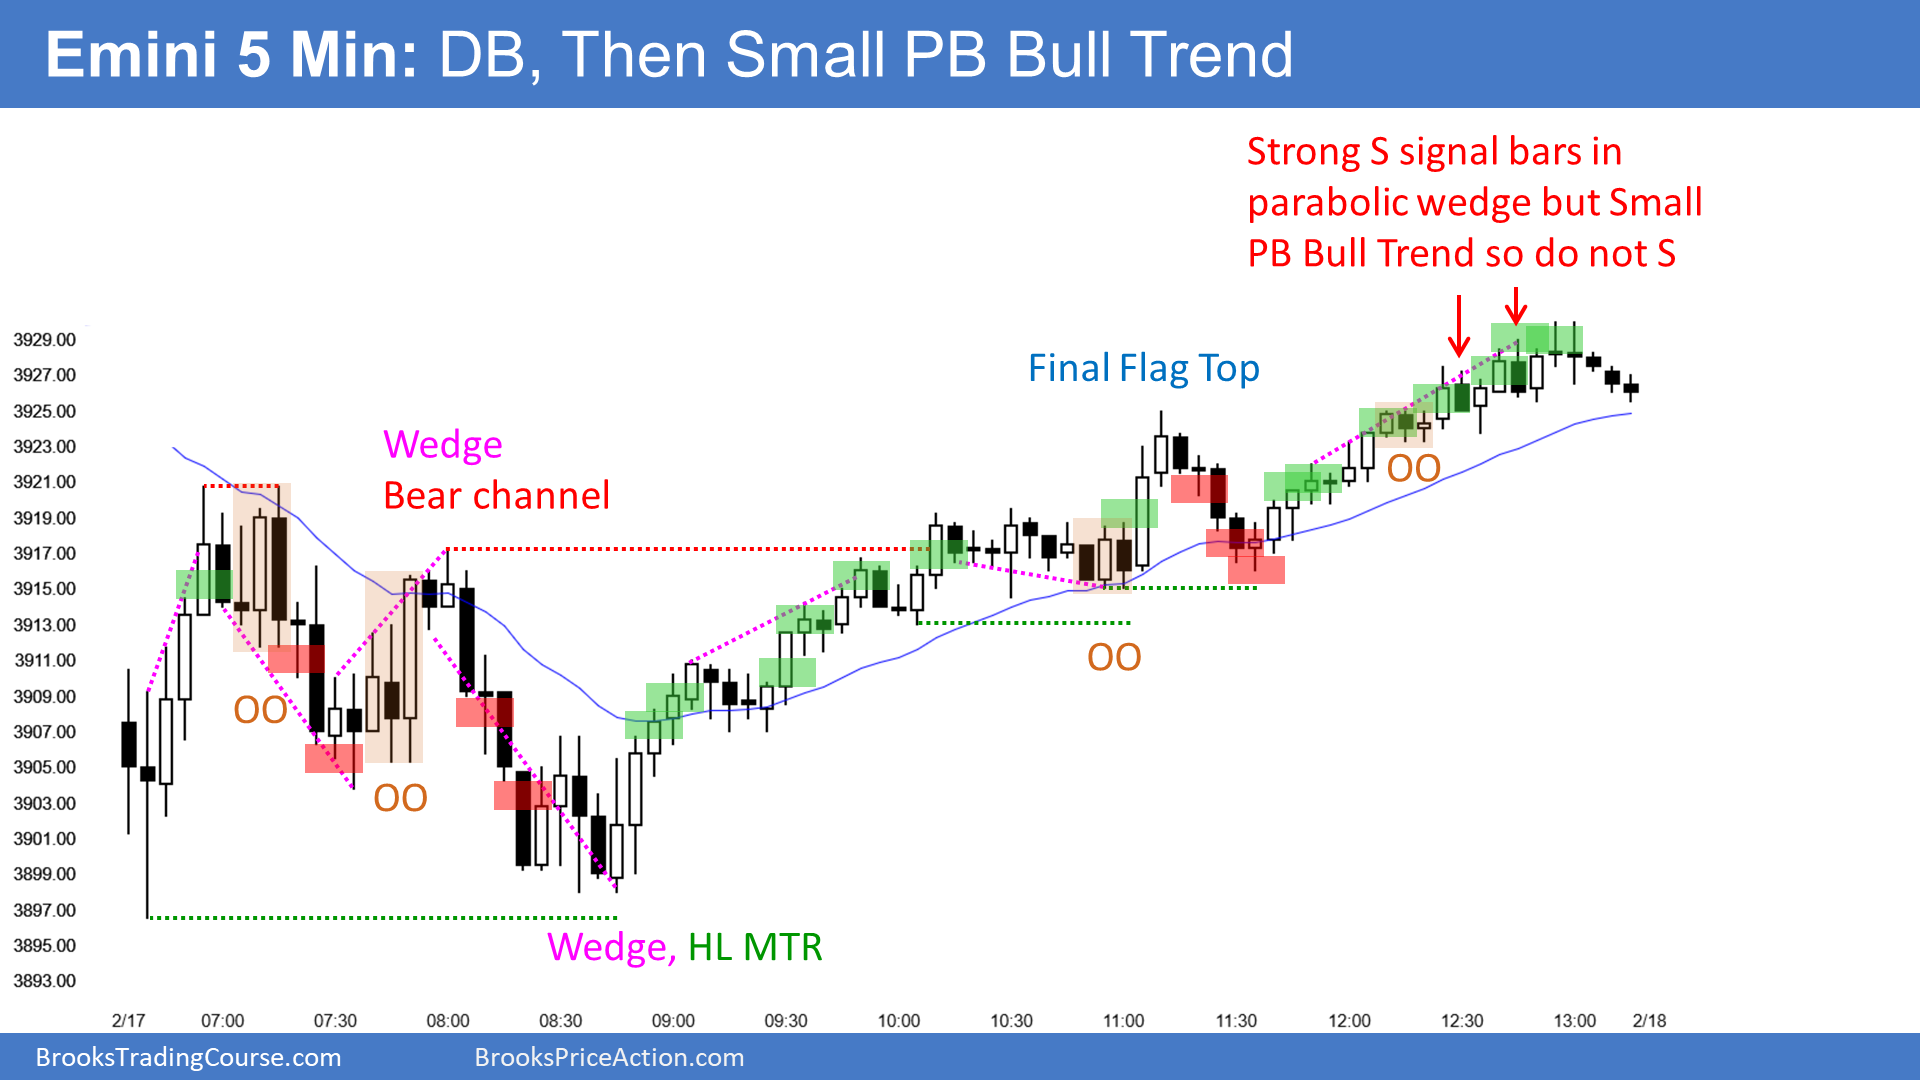 Emini 5 Min: DB, Then Small PB Bull Trend
Strong S signal bars in
parabolic wedge but Small
PB Bull Trend so do not S
Final Flag Top
Wedge
Bear channel
OO
OO
OO
OO
Wedge, HL MTR
3929.00
3927.00
3925.00
3923.00
3921.00
3919.00
3917.00
3915.00
3913.00
3911.00
3909.00
3907.00
3905.00
3903.00
3901.00
3899.00
3897.00
3895.00
3893.00
2/17 07:00 07:30 08:00 08:30 09:00 09:30 10:00 10:30 11:00 11:30 12:00 12:30 13:00 2/18
BrooksTradingCourse.com BrooksPriceAction.com